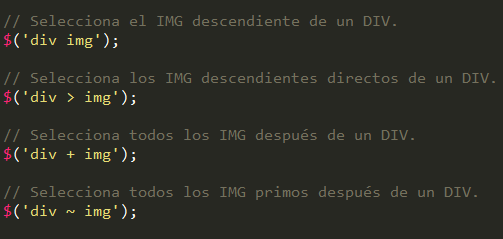 // Selecciona el IMG descendiente de un DIV.
$('div img');
// Selecciona los IMG descendientes directos de un DIV.
$('div > img');
// Selecciona todos los IMG después de un DIV.
$('div + img');
// Selecciona todos los IMG primos después de un DIV.
$('div ~ img');